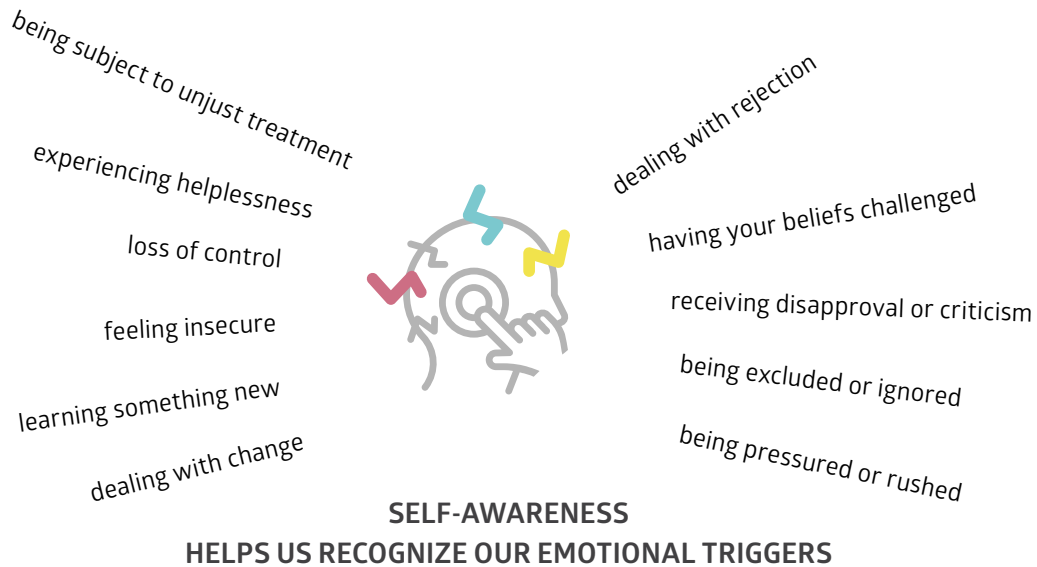 being subject to unjust treatment
experiencing helplessness
loss of control
feeling insecure
learning something new
dealing with change
dealing with rejection
having your beliefs challenged
receiving disapproval or criticism
being excluded or ignored
being pressured or rushed
SELF-AWARENESS
HELPS US RECOGNIZE OUR EMOTIONAL TRIGGERS